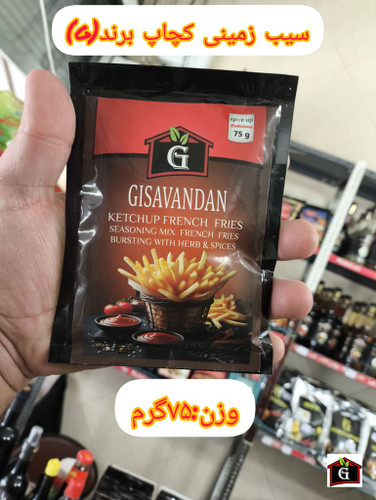 سیب زمینی کچاپ برند(G)
spice up
75 g
G
GISAVANDAN
KETCHUP FRENCH FRIES
SEASONING MIX FRENCH FRIES
BURSTING WITH HERB & SPICES
وزن:۷۵گرم
G